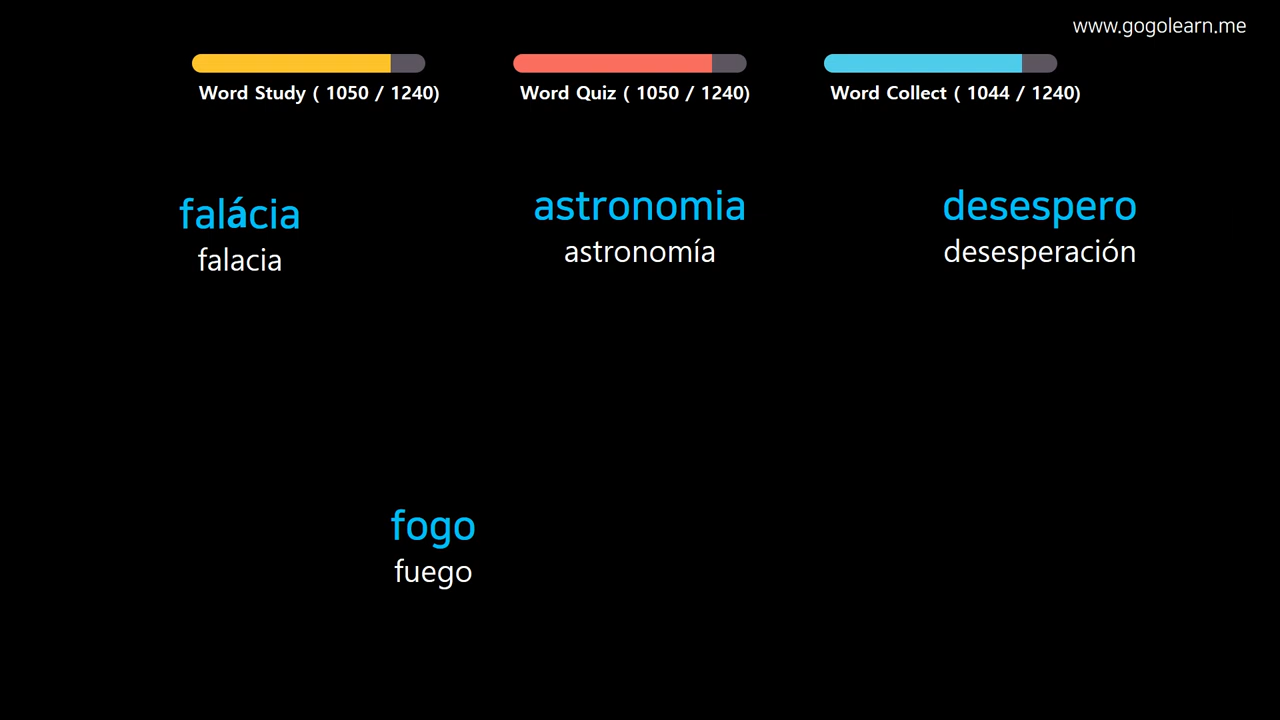 www.gogolearn.me
Word Study ( 1050 / 1240)
Word Quiz ( 1050 / 1240)
Word Collect ( 1044 / 1240)
falácia
falacia
astronomia
astronomía
desespero
desesperación
fogo
fuego